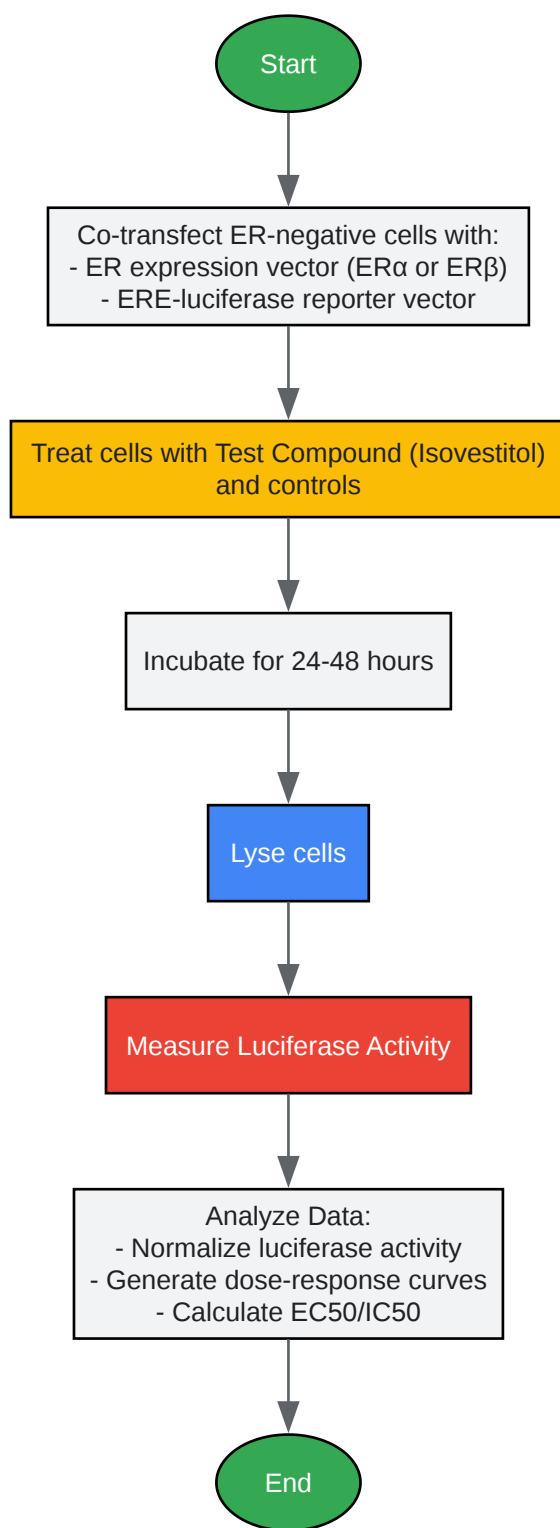 Start
Co-transfect ER-negative cells with:
- ER expression vector (ERα or ERβ)
- ERE-luciferase reporter vector
Treat cells with Test Compound (Isovestitol)
and controls
Incubate for 24-48 hours
Lyse cells
Measure Luciferase Activity
Analyze Data:
- Normalize luciferase activity
- Generate dose-response curves
- Calculate EC50/IC50
End